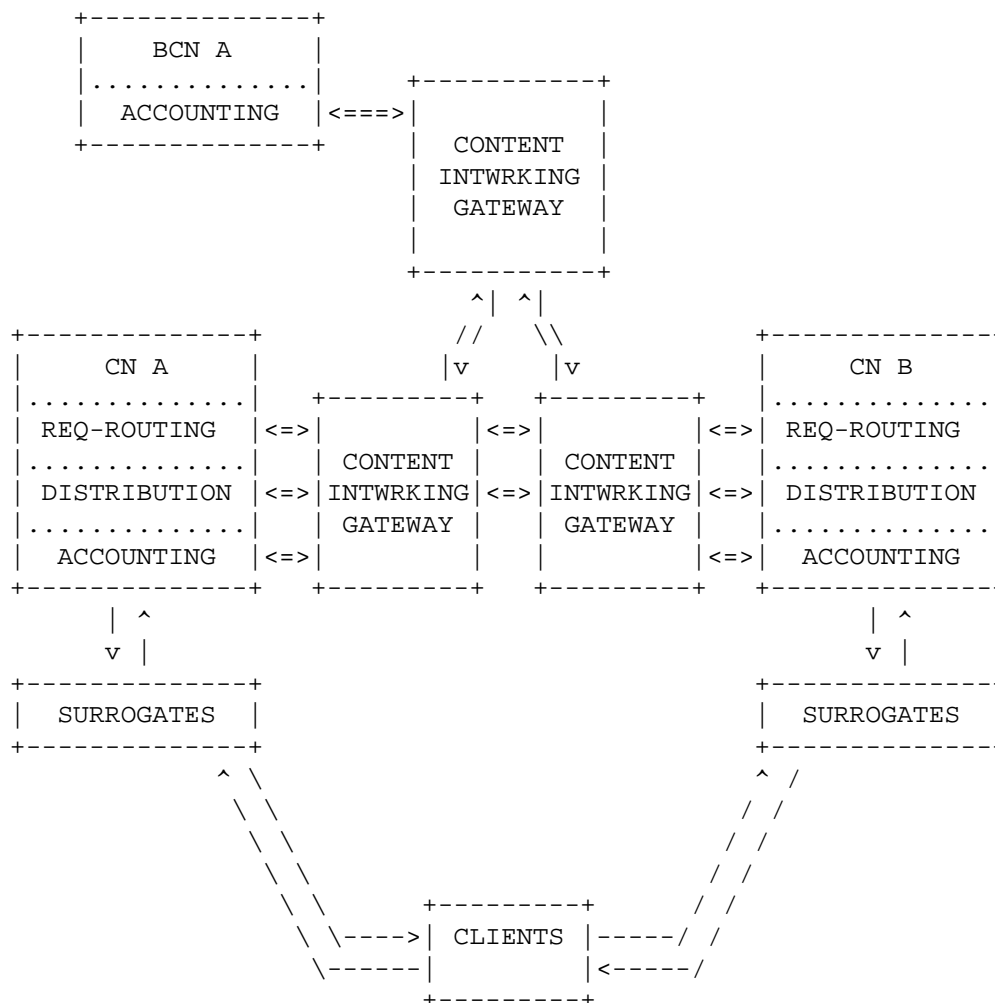 BCN A
ACCOUNTING
CONTENT
INTWRKING
GATEWAY
CN A
REQ-ROUTING
DISTRIBUTION
ACCOUNTING
CONTENT
INTWRKING
GATEWAY
CONTENT
INTWRKING
GATEWAY
CN B
REQ-ROUTING
DISTRIBUTION
ACCOUNTING
SURROGATES
SURROGATES
CLIENTS